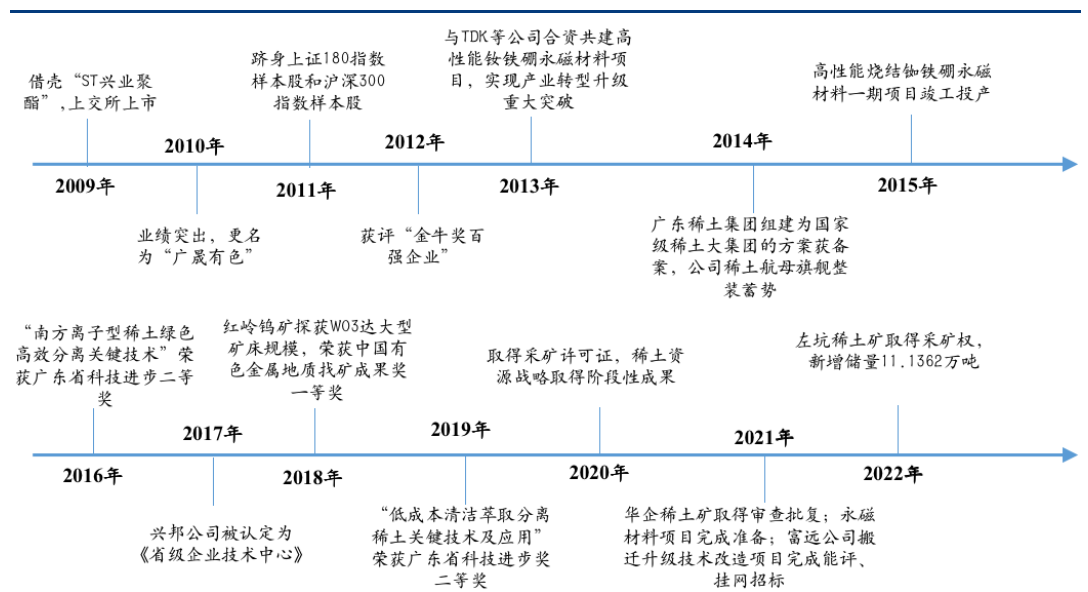 借壳“ST兴业聚
酯”,上交所上市
2009年
2010年
业绩突出，更名
为“广晟有色”
跻身上证180指数
样本股和沪深300
指数样本股
2011年
2012年
获评“金牛奖百
强企业”
与TDK等公司合资共建高
性能钕铁硼永磁材料项
目，实现产业转型升级
重大突破
2013年
2014年
广东稀土集团组建为国家
级稀土大集团的方案获备
案，公司稀土航母旗舰整
装蓄势
高性能烧结铷铁硼永磁
材料一期项目竣工投产
2015年
“南方离子型稀土绿色
高效分离关键技术”荣
获广东省科技进步二等
奖
2016年
2017年
兴邦公司被认定为
《省级企业技术中心》
红岭钨矿探获WO3达大型
矿床规模，荣获中国有
色金属地质找矿成果奖
一等奖
2018年
2019年
“低成本清洁萃取分离
稀土关键技术及应用”
荣获广东省科技进步奖
二等奖
取得采矿许可证，稀土资
源战略取得阶段性成果
2020年
2021年
华企稀土矿取得审查批复；永磁
材料项目完成准备；富远公司搬
迁升级技术改造项目完成能评、
挂网招标
左坑稀土矿取得采矿权，
新增储量11.1362万吨
2022年